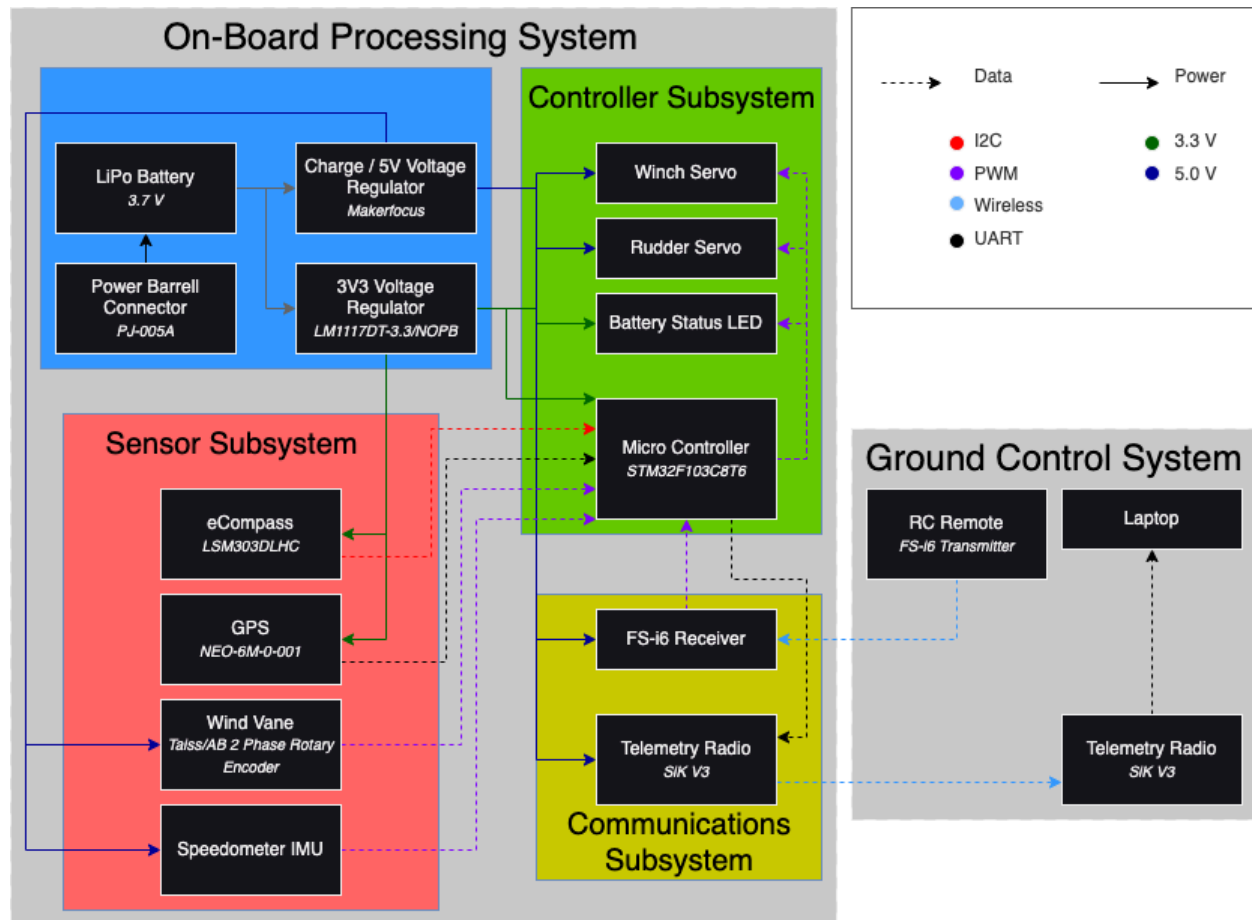 On-Board Processing System
LiPo Battery
3.7 V
Charge / 5V Voltage
Regulator
Makerfocus
Power Barrell
Connector
PJ-005A
3V3 Voltage
Regulator
LM1117DT-3.3/NOPB
Controller Subsystem
Winch Servo
Rudder Servo
Battery Status LED
Micro Controller
STM32F103C8T6
Sensor Subsystem
eCompass
LSM303DLHC
GPS
NEO-6M-0-001
Wind Vane
Taiss/AB 2 Phase Rotary
Encoder
Speedometer IMU
FS-i6 Receiver
Telemetry Radio
SiK V3
Communications
Subsystem
Data
Power
I2C
PWM
Wireless
UART
3.3 V
5.0 V
Ground Control System
RC Remote
FS-i6 Transmitter
Laptop
Telemetry Radio
SiK V3